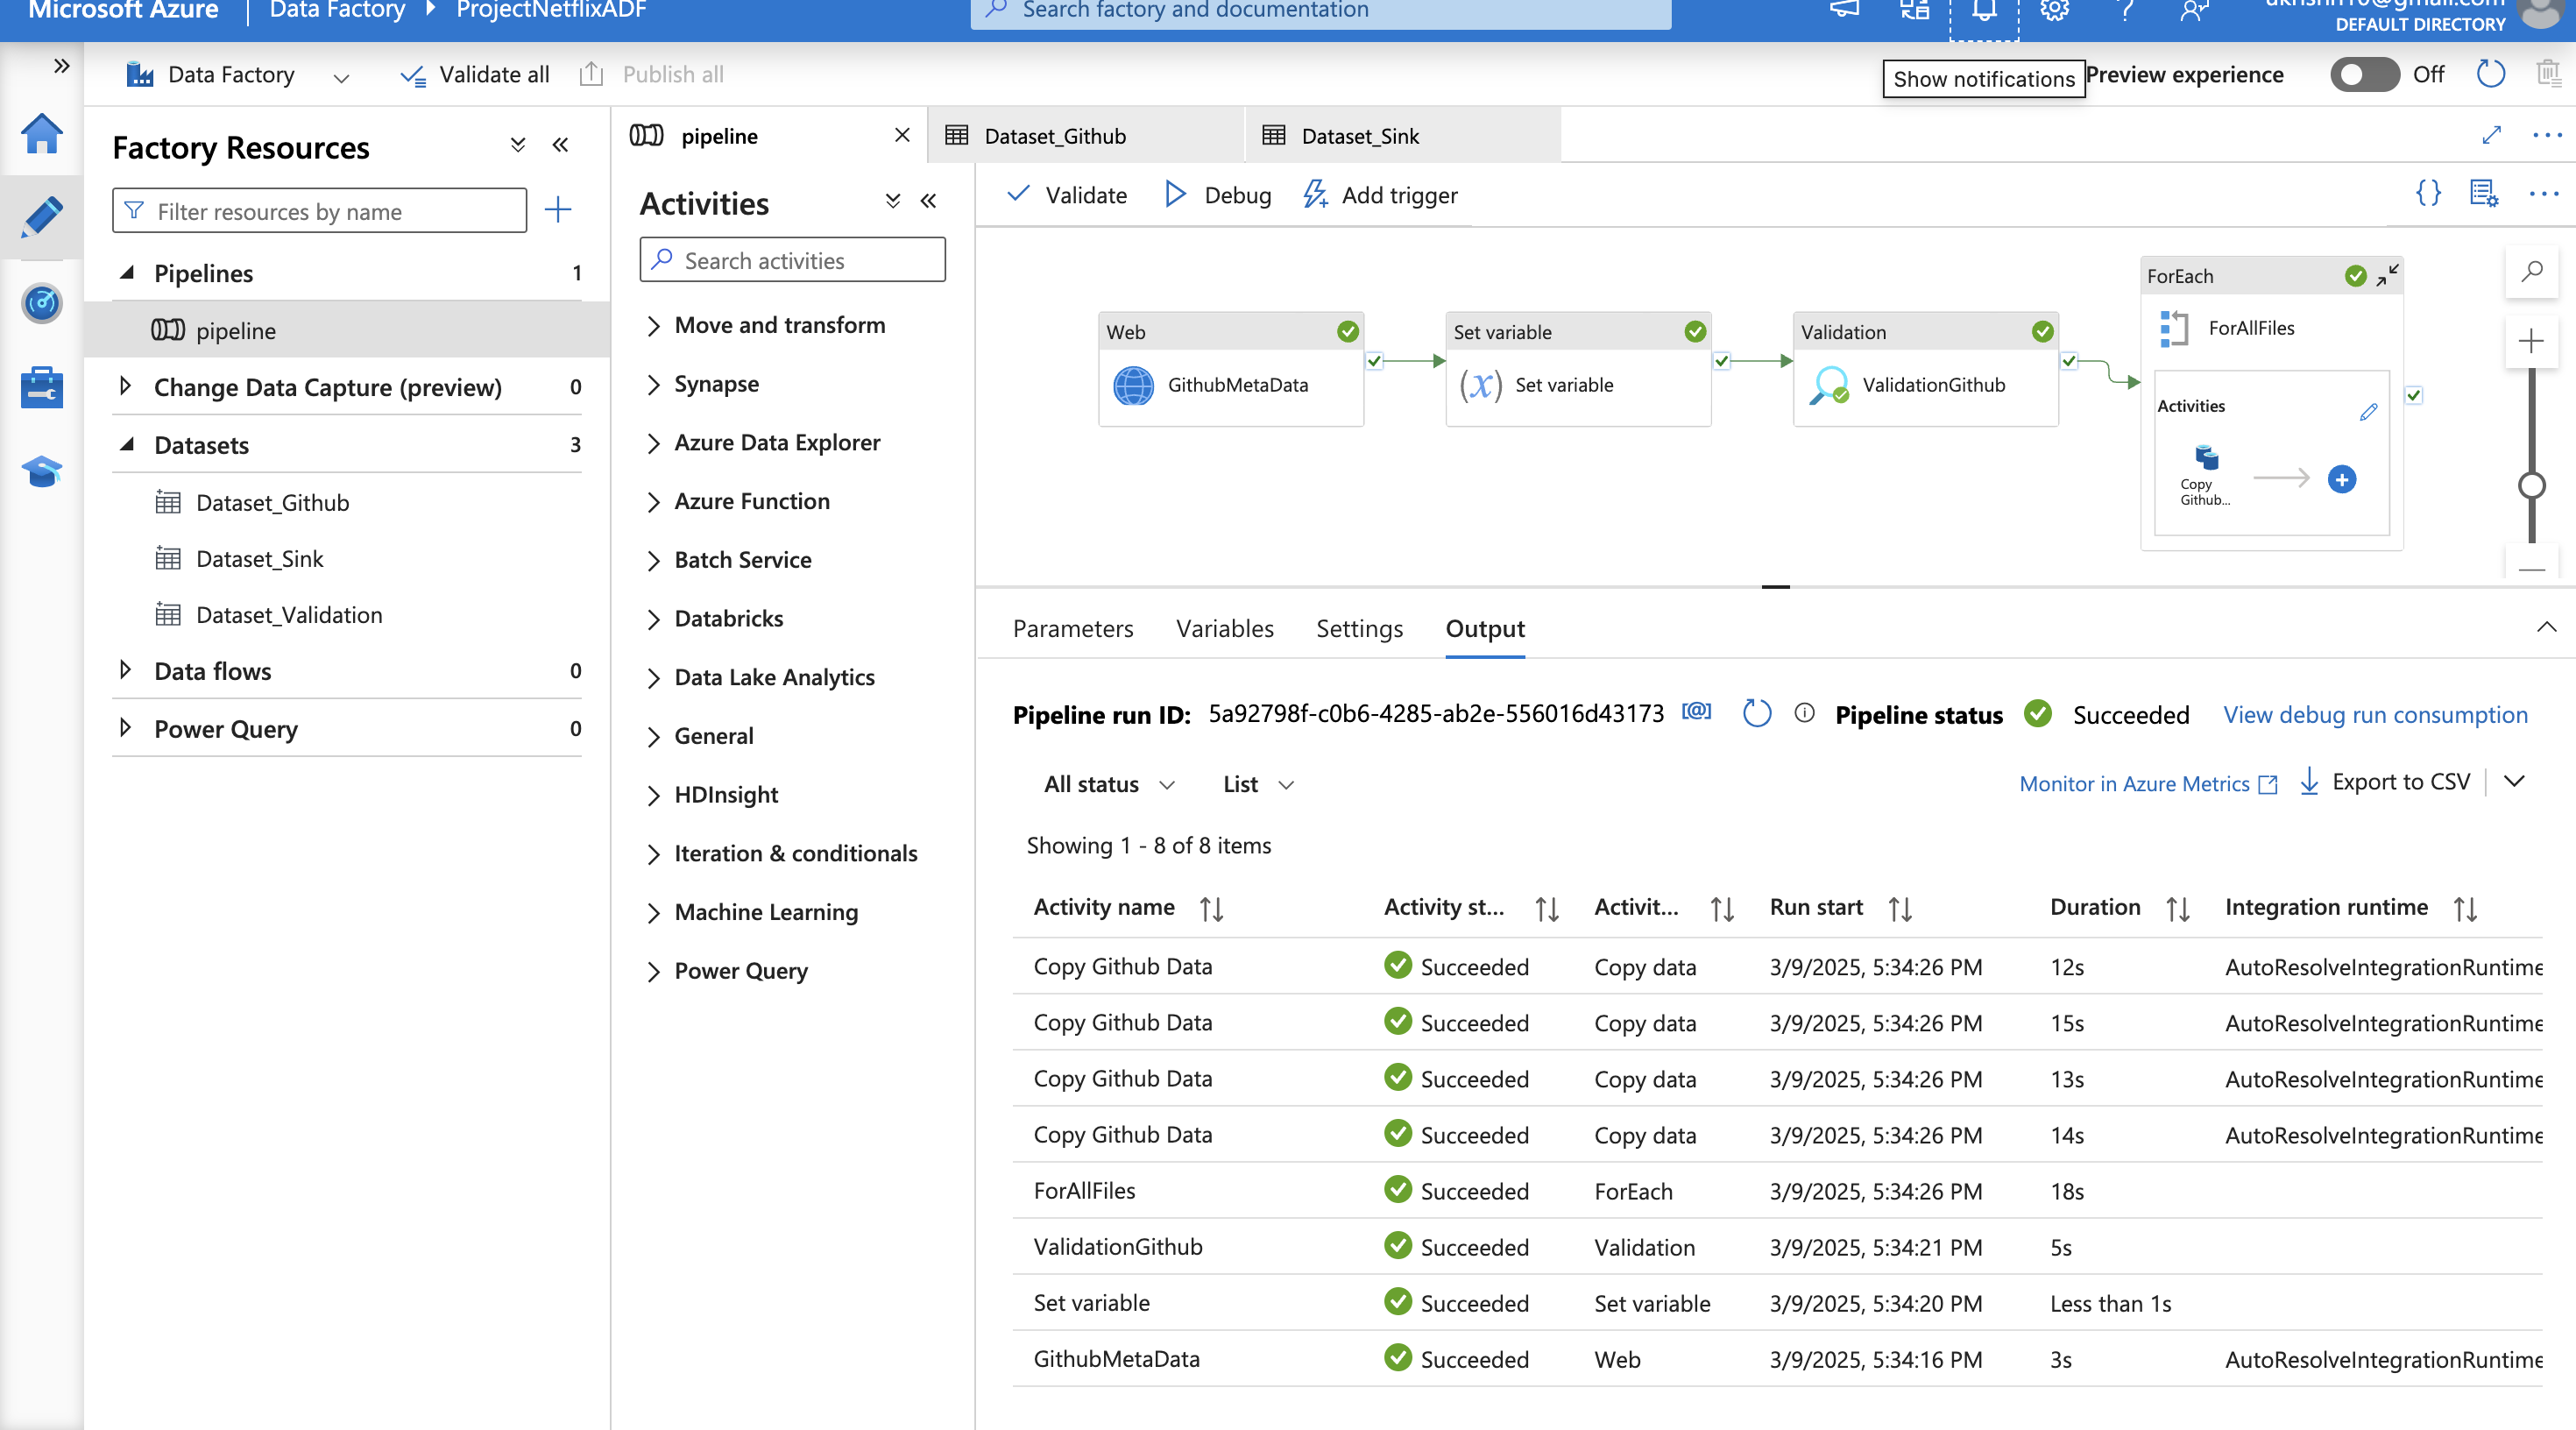 Microsoft Azure | Data Factory ▸ ProjectNetflixADF
Search factory and documentation
DEFAULT DIRECTORY
Data Factory
Validate all
Publish all
Show notifications
Preview experience
Off
Factory Resources
Filter resources by name
Pipelines 1
pipeline
Change Data Capture (preview) 0
Datasets 3
Dataset_Github
Dataset_Sink
Dataset_Validation
Data flows 0
Power Query 0
pipeline
Dataset_Github
Dataset_Sink
Activities
Search activities
Move and transform
Synapse
Azure Data Explorer
Azure Function
Batch Service
Databricks
Data Lake Analytics
General
HDInsight
Iteration & conditionals
Machine Learning
Power Query
Validate
Debug
Add trigger
Web
GithubMetaData
Set variable
(x) Set variable
Validation
ValidationGithub
ForEach
ForAllFiles
Activities
Copy
Github...
Parameters Variables Settings Output
Pipeline run ID: 5a92798f-c0b6-4285-ab2e-556016d43173
Pipeline status Succeeded
View debug run consumption
All status
List
Monitor in Azure Metrics
Export to CSV
Showing 1 - 8 of 8 items
Activity name Activity st... Activit... Run start Duration Integration runtime
Copy Github Data Succeeded Copy data 3/9/2025, 5:34:26 PM 12s AutoResolveIntegrationRuntime
Copy Github Data Succeeded Copy data 3/9/2025, 5:34:26 PM 15s AutoResolveIntegrationRuntime
Copy Github Data Succeeded Copy data 3/9/2025, 5:34:26 PM 13s AutoResolveIntegrationRuntime
Copy Github Data Succeeded Copy data 3/9/2025, 5:34:26 PM 14s AutoResolveIntegrationRuntime
ForAllFiles Succeeded ForEach 3/9/2025, 5:34:26 PM 18s
ValidationGithub Succeeded Validation 3/9/2025, 5:34:21 PM 5s
Set variable Succeeded Set variable 3/9/2025, 5:34:20 PM Less than 1s
GithubMetaData Succeeded Web 3/9/2025, 5:34:16 PM 3s AutoResolveIntegrationRuntime